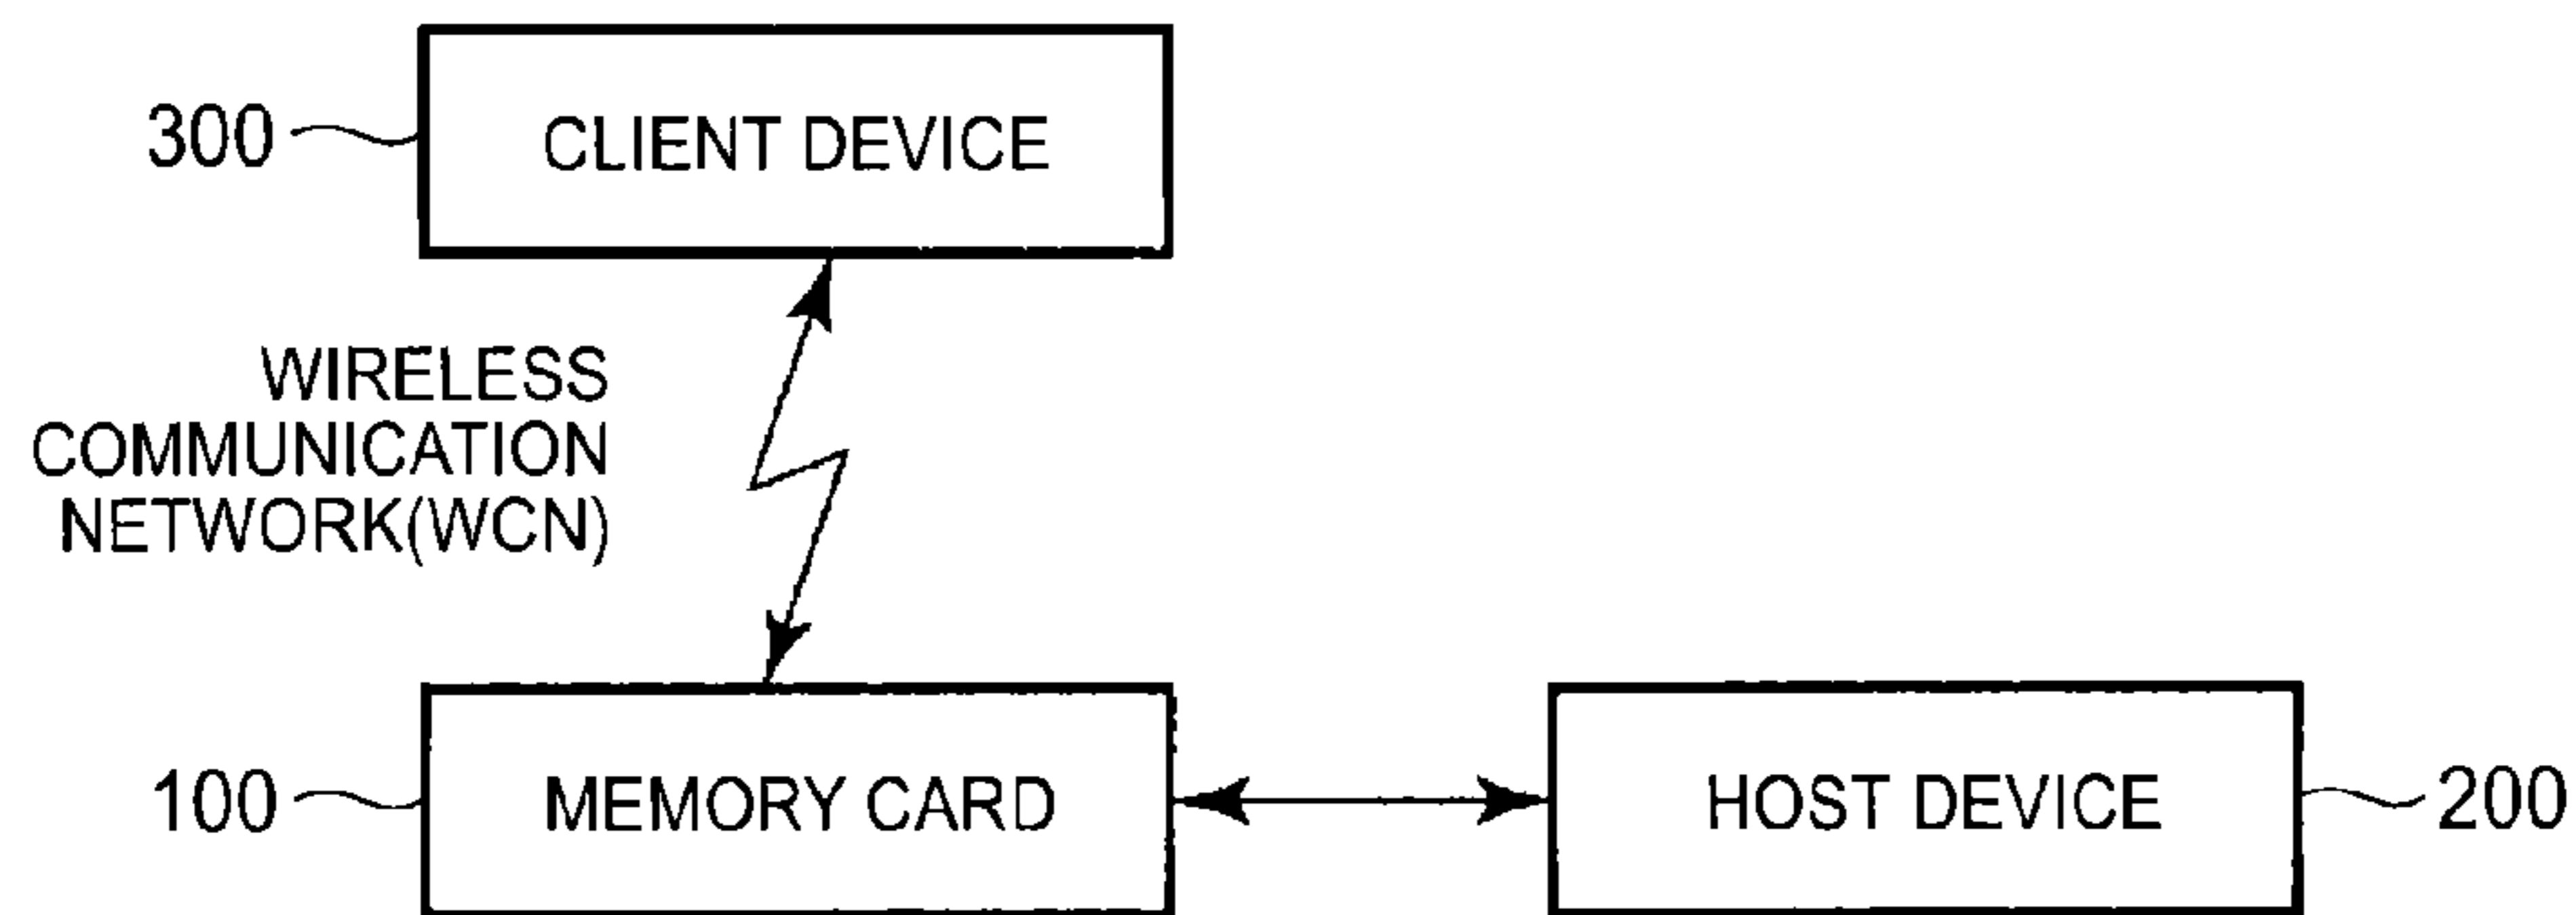 300
CLIENT DEVICE
WIRELESS
COMMUNICATION
NETWORK(WCN)
100
MEMORY CARD
HOST DEVICE
200